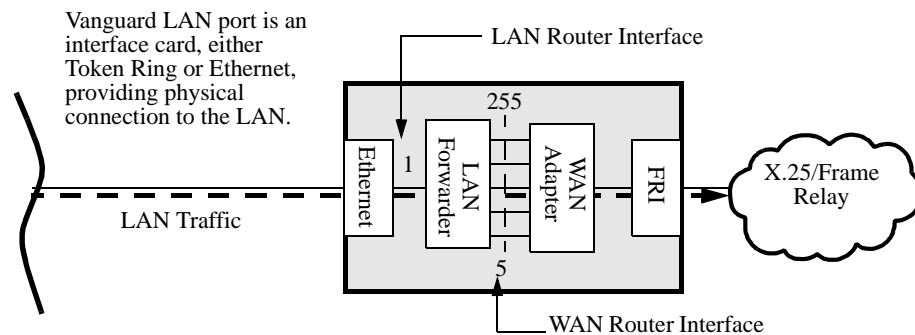 Vanguard LAN port is an
interface card, either
Token Ring or Ethernet,
providing physical
connection to the LAN.
LAN Router Interface
255
Ethernet
1
LAN
Forwarder
WAN
Adapter
FRI
X.25/Frame
Relay
LAN Traffic
5
WAN Router Interface